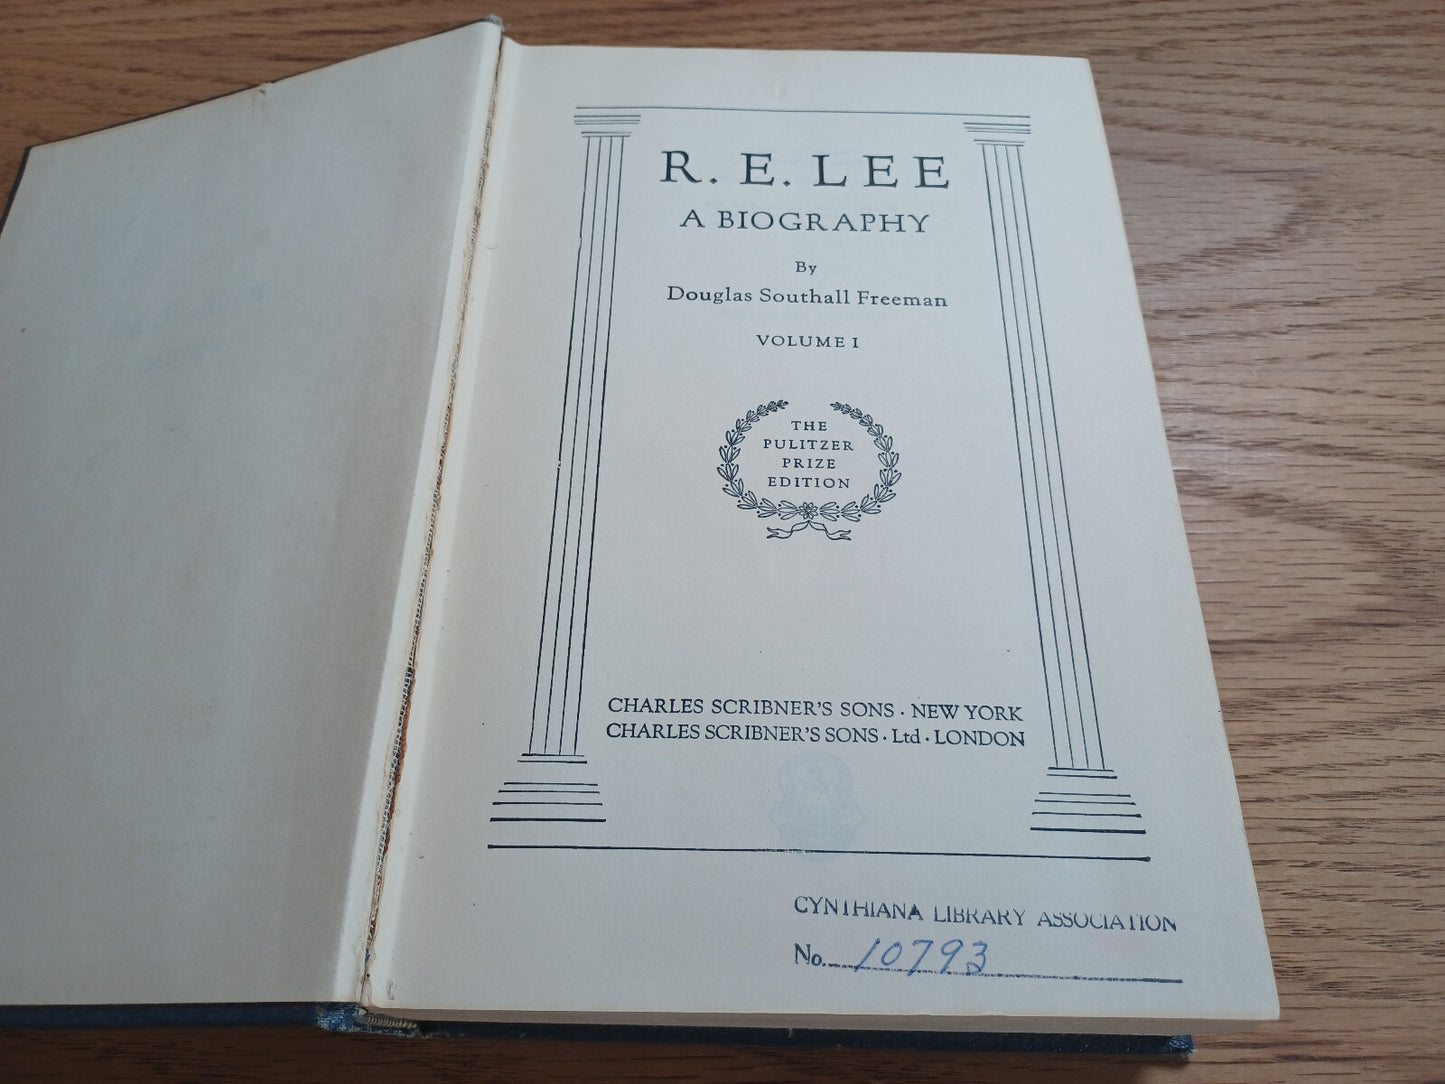 R. E. LEE
A BIOGRAPHY
By
Douglas Southall Freeman
VOLUME I
THE
PULITZER
PRIZE
EDITION
CHARLES SCRIBNER'S SONS · NEW YORK
CHARLES SCRIBNER'S SONS · Ltd · LONDON
CYNTHIANA LIBRARY ASSOCIATION
No. 10793